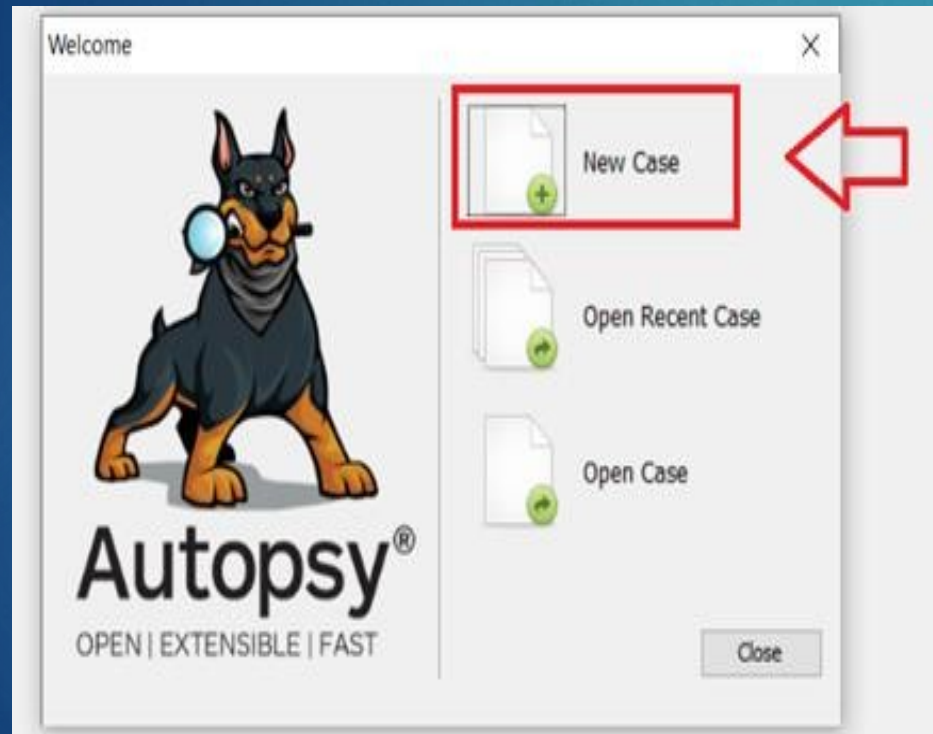 Welcome
New Case
Open Recent Case
Open Case
Autopsy®
OPEN | EXTENSIBLE | FAST
Close